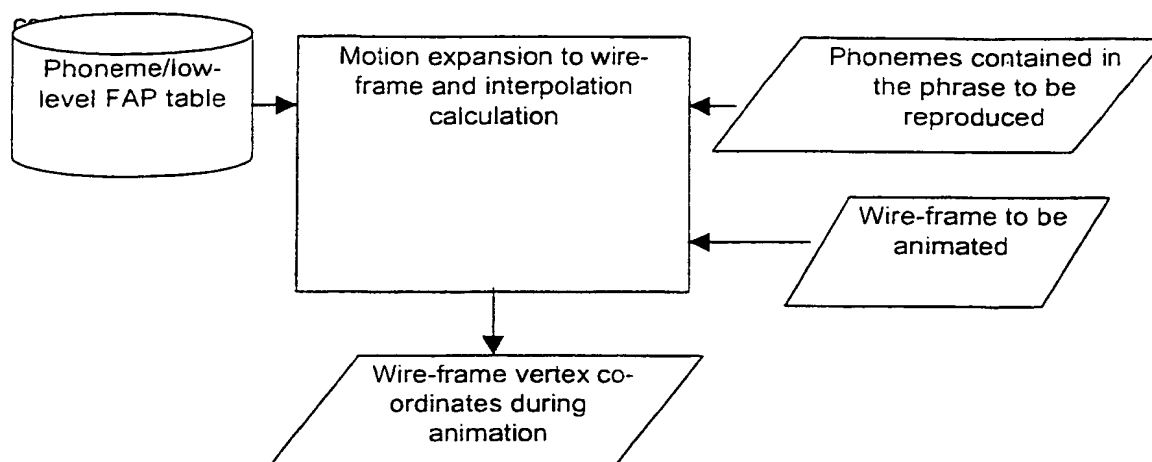 Phoneme/low-
level FAP table
Motion expansion to wire-
frame and interpolation
calculation
Phonemes contained in
the phrase to be
reproduced
Wire-frame to be
animated
Wire-frame vertex co-
ordinates during
animation